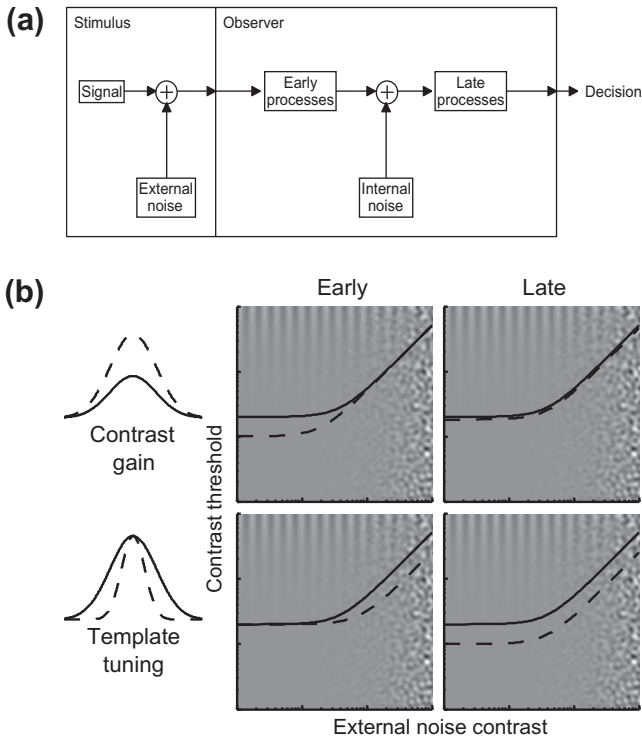 (a)
Stimulus
Observer
Signal
+
Early
processes
+
Late
processes
Decision
External
noise
Internal
noise
(b)
Early
Late
Contrast
gain
Contrast threshold
Template
tuning
External noise contrast